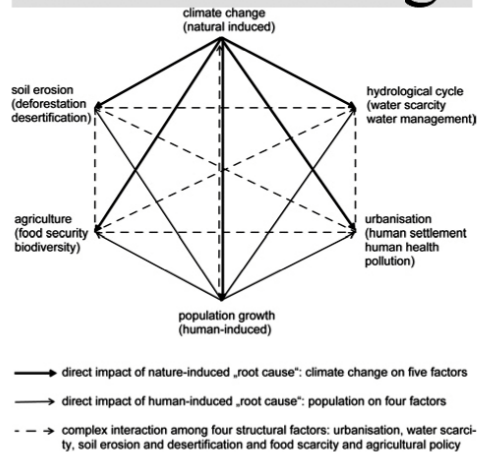 climate change
(natural induced)
soil erosion
(deforestation
desertification)
hydrological cycle
(water scarcity
water management)
agriculture
(food security
biodiversity)
urbanisation
(human settlement
human health
pollution)
population growth
(human-induced)
direct impact of nature-induced „root cause“: climate change on five factors
direct impact of human-induced „root cause“: population on four factors
complex interaction among four structural factors: urbanisation, water scarci-
ty, soil erosion and desertification and food scarcity and agricultural policy